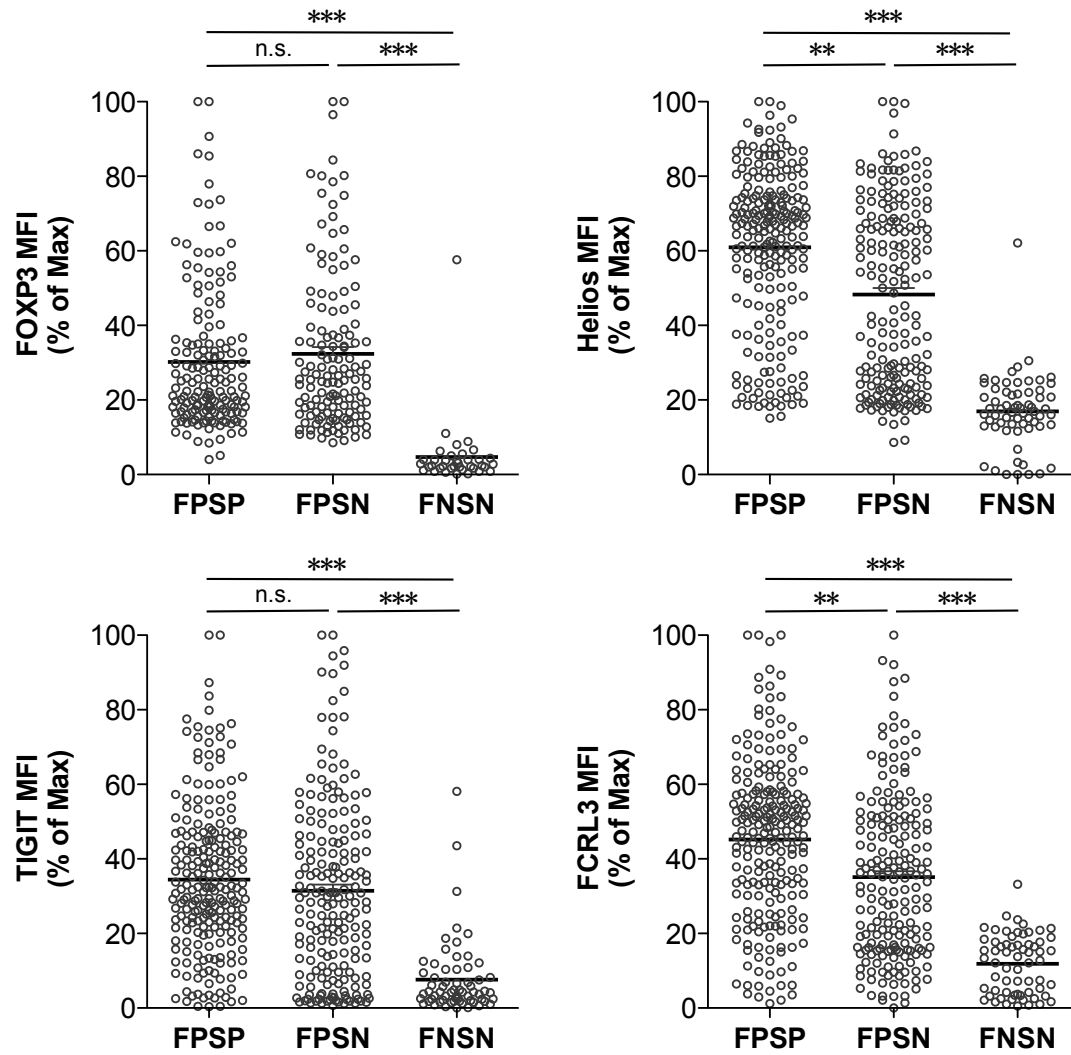 ***
n.s. ***
100
80
60
40
20
0
FOXP3 MFI
(% of Max)
FPSP FPSN FNSN
***
** ***
100
80
60
40
20
0
Helios MFI
(% of Max)
FPSP FPSN FNSN
***
n.s. ***
100
80
60
40
20
0
TIGIT MFI
(% of Max)
FPSP FPSN FNSN
***
** ***
100
80
60
40
20
0
FCRL3 MFI
(% of Max)
FPSP FPSN FNSN